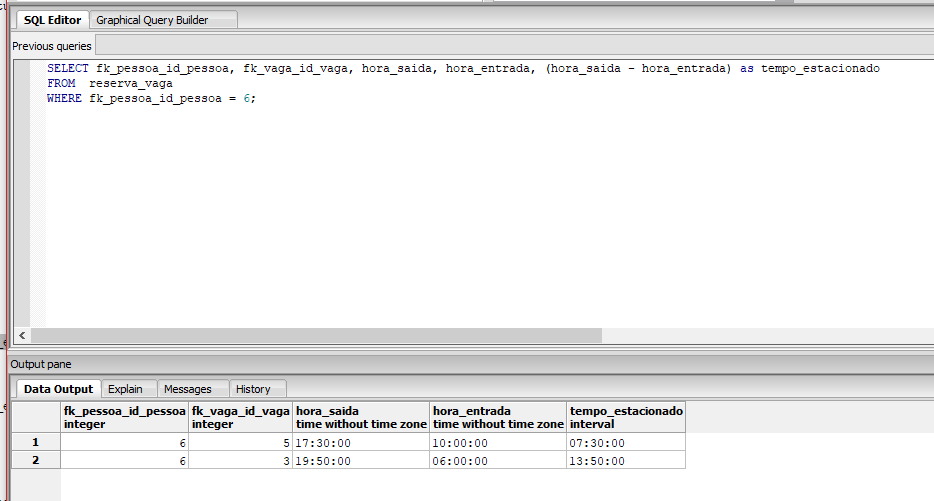 SQL Editor Graphical Query Builder
Previous queries
SELECT fk_pessoa_id_pessoa, fk_vaga_id_vaga, hora_saida, hora_entrada, (hora_saida - hora_entrada) as tempo_estacionado
FROM  reserva_vaga
WHERE fk_pessoa_id_pessoa = 6;
Output pane
Data Output Explain Messages History
fk_pessoa_id_pessoa fk_vaga_id_vaga hora_saida hora_entrada tempo_estacionado
integer integer time without time zone time without time zone interval
1 6 5 17:30:00 10:00:00 07:30:00
2 6 3 19:50:00 06:00:00 13:50:00